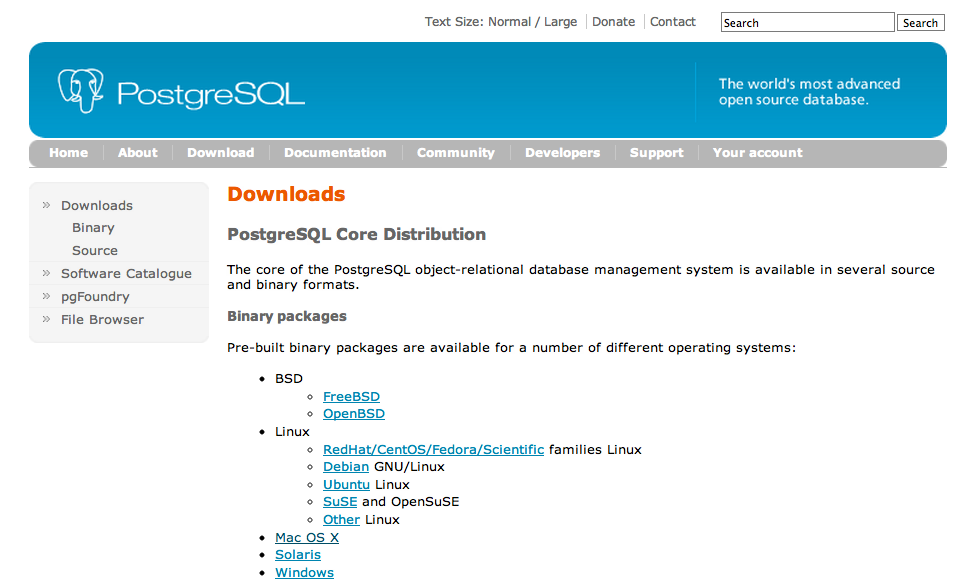 Text Size: Normal / Large Donate Contact Search Search
PostgreSQL
The world's most advanced
open source database.
Home About Download Documentation Community Developers Support Your account
» Downloads
Binary
Source
» Software Catalogue
» pgFoundry
» File Browser
Downloads
PostgreSQL Core Distribution
The core of the PostgreSQL object-relational database management system is available in several source
and binary formats.
Binary packages
Pre-built binary packages are available for a number of different operating systems:
BSD
FreeBSD
OpenBSD
Linux
RedHat/CentOS/Fedora/Scientific families Linux
Debian GNU/Linux
Ubuntu Linux
SuSE and OpenSuSE
Other Linux
Mac OS X
Solaris
Windows